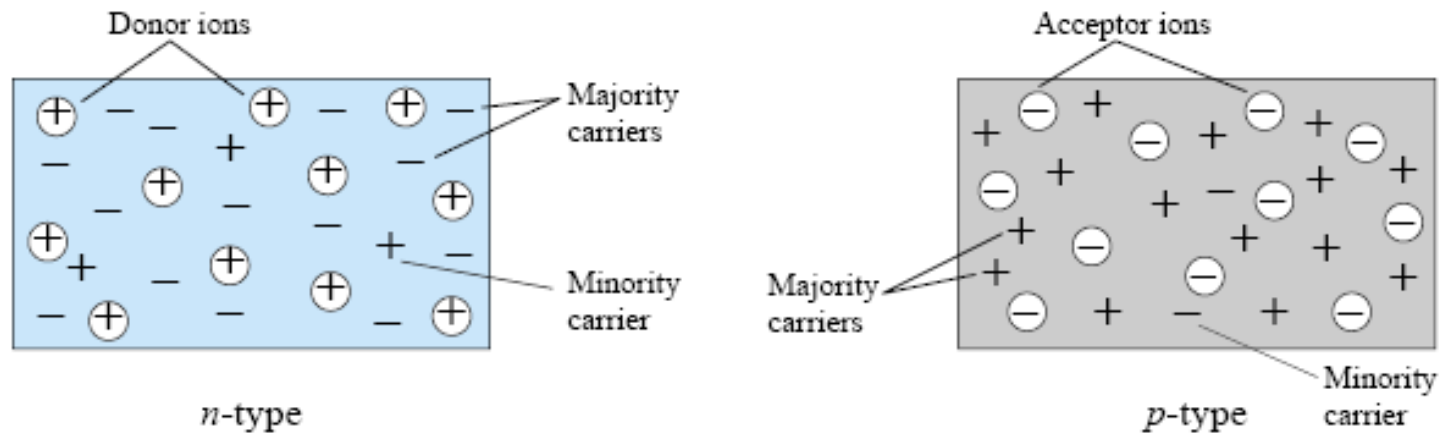 Donor ions
Majority
carriers
Minority
carrier
n-type
Acceptor ions
Majority
carriers
Minority
carrier
p-type